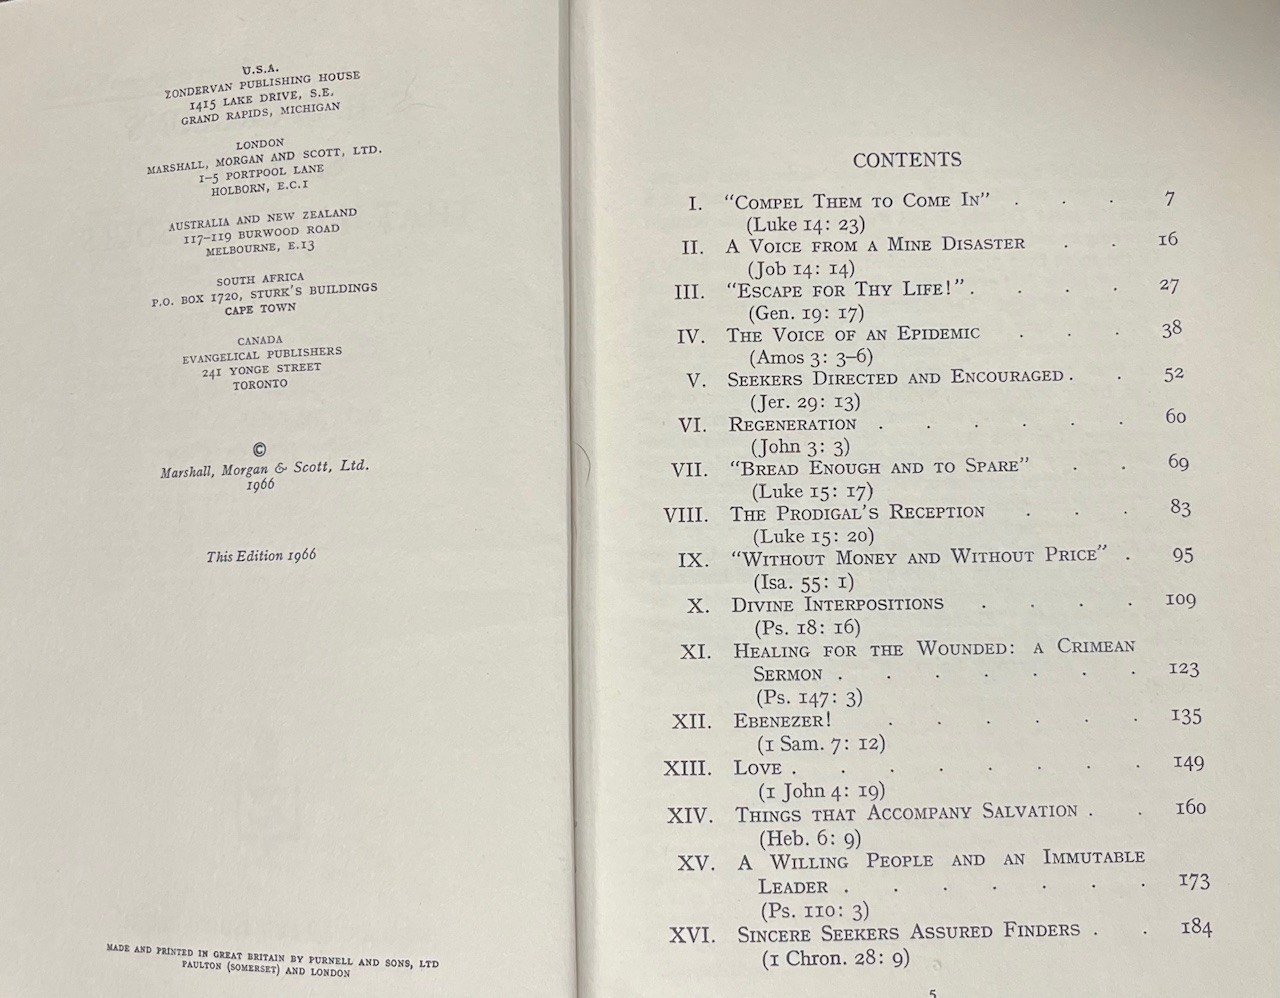 U.S.A.
ZONDERVAN PUBLISHING HOUSE
1415 LAKE DRIVE, S.E.
GRAND RAPIDS, MICHIGAN
LONDON
MARSHALL, MORGAN AND SCOTT, LTD.
1–5 PORTPOOL LANE
HOLBORN, E.C.1
AUSTRALIA AND NEW ZEALAND
117–119 BURWOOD ROAD
MELBOURNE, E.13
SOUTH AFRICA
P.O. BOX 1720, STURK'S BUILDINGS
CAPE TOWN
CANADA
EVANGELICAL PUBLISHERS
241 YONGE STREET
TORONTO
©
Marshall, Morgan & Scott, Ltd.
1966
This Edition 1966
MADE AND PRINTED IN GREAT BRITAIN BY PURNELL AND SONS, LTD
PAULTON (SOMERSET) AND LONDON
CONTENTS
I. "COMPEL THEM TO COME IN" . . . 7
(Luke 14: 23)
II. A VOICE FROM A MINE DISASTER . . 16
(Job 14: 14)
III. "ESCAPE FOR THY LIFE!" . . . . 27
(Gen. 19: 17)
IV. THE VOICE OF AN EPIDEMIC . . . 38
(Amos 3: 3–6)
V. SEEKERS DIRECTED AND ENCOURAGED . . 52
(Jer. 29: 13)
VI. REGENERATION . . . . . . 60
(John 3: 3)
VII. "BREAD ENOUGH AND TO SPARE" . . 69
(Luke 15: 17)
VIII. THE PRODIGAL'S RECEPTION . . . 83
(Luke 15: 20)
IX. "WITHOUT MONEY AND WITHOUT PRICE" . 95
(Isa. 55: 1)
X. DIVINE INTERPOSITIONS . . . . 109
(Ps. 18: 16)
XI. HEALING FOR THE WOUNDED: A CRIMEAN
SERMON . . . . . . . 123
(Ps. 147: 3)
XII. EBENEZER! . . . . . . 135
(1 Sam. 7: 12)
XIII. LOVE . . . . . . . . 149
(1 John 4: 19)
XIV. THINGS THAT ACCOMPANY SALVATION . . 160
(Heb. 6: 9)
XV. A WILLING PEOPLE AND AN IMMUTABLE
LEADER . . . . . . . 173
(Ps. 110: 3)
XVI. SINCERE SEEKERS ASSURED FINDERS . . 184
(1 Chron. 28: 9)
5